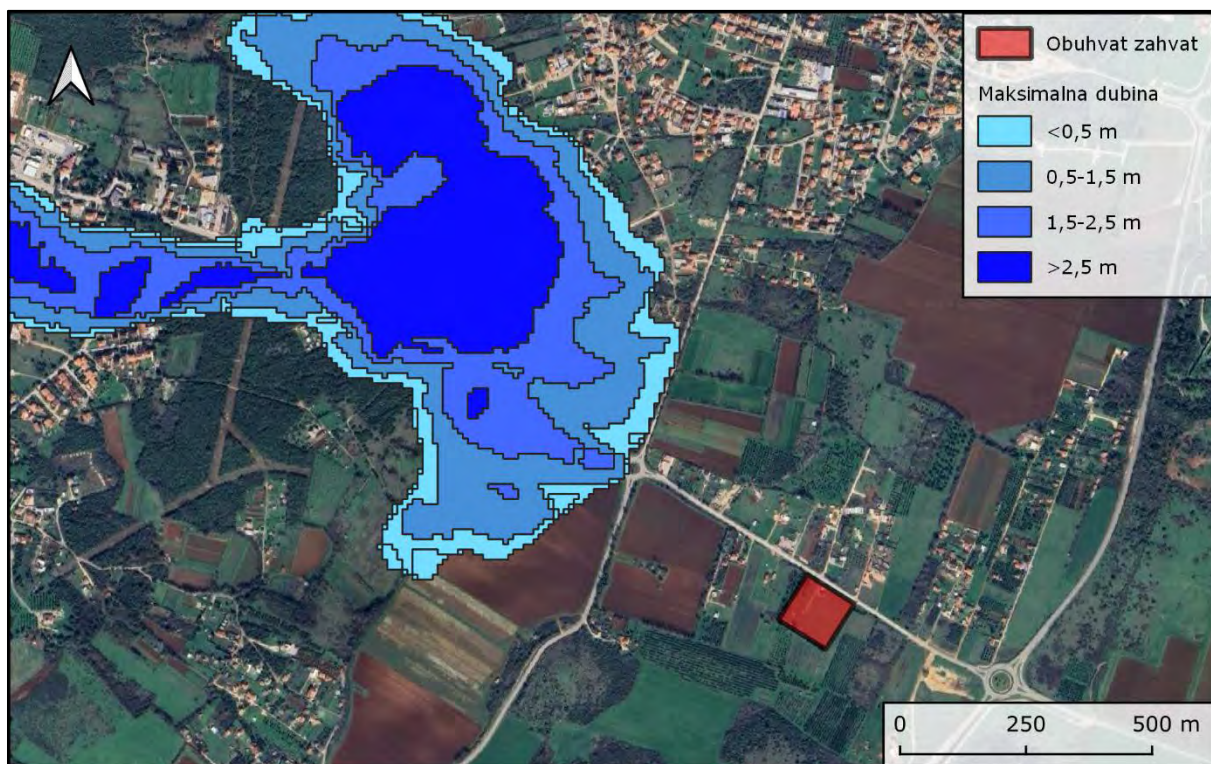 Obuhvat zahvat
Maksimalna dubina
<0,5 m
0,5-1,5 m
1,5-2,5 m
>2,5 m
0 250 500 m